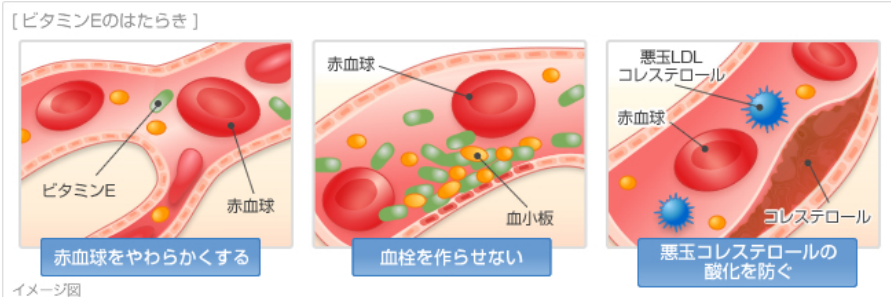 [ビタミンEのはたらき]
ビタミンE
赤血球
赤血球をやわらかくする
赤血球
血小板
血栓を作らせない
悪玉LDL
コレステロール
赤血球
コレステロール
悪玉コレステロールの
酸化を防ぐ
イメージ図